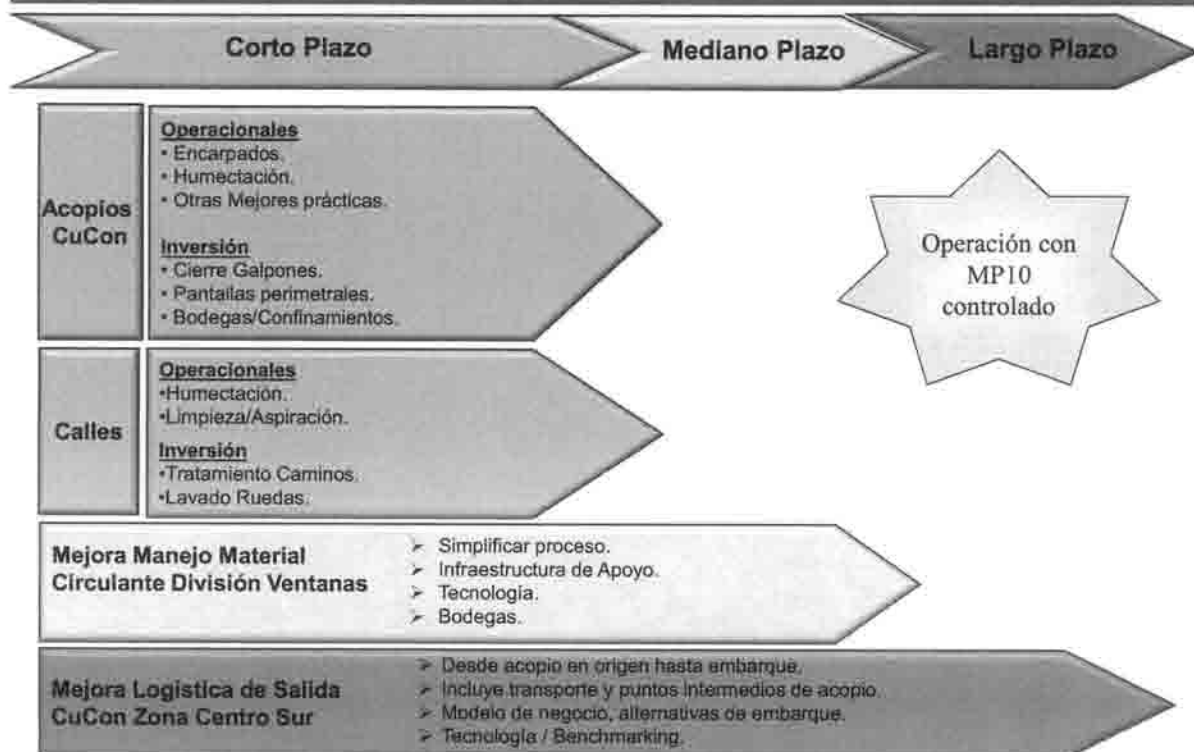 Corto Plazo
Mediano Plazo
Largo Plazo
Acopios
CuCon
Operacionales
• Encarpados.
• Humectación.
• Otras Mejores prácticas.
Inversión
• Cierre Galpones.
• Pantallas perimetrales.
• Bodegas/Confinamientos.
Operación con
MP10
controlado
Calles
Operacionales
•Humectación.
•Limpieza/Aspiración.
Inversión
•Tratamiento Caminos.
•Lavado Ruedas.
Mejora Manejo Material
Circulante División Ventanas
➢ Simplificar proceso.
➢ Infraestructura de Apoyo.
➢ Tecnología.
➢ Bodegas.
Mejora Logistica de Salida
CuCon Zona Centro Sur
➢ Desde acopio en origen hasta embarque.
➢ Incluye transporte y puntos intermedios de acopio.
➢ Modelo de negocio, alternativas de embarque.
➢ Tecnología / Benchmarking.